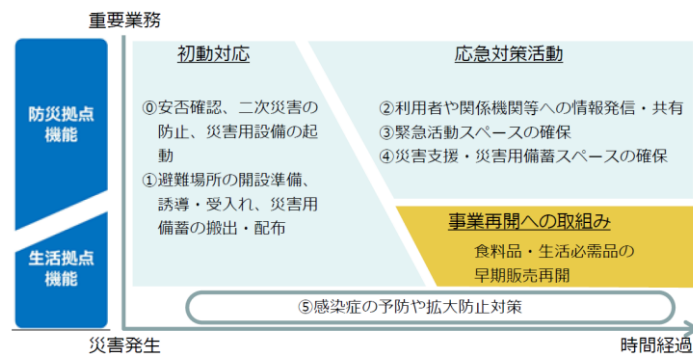 重要業務
防災拠点
機能
生活拠点
機能
初動対応
⓪安否確認、二次災害の
防止、災害用設備の起
動
①避難場所の開設準備、
誘導・受入れ、災害用
備蓄の搬出・配布
応急対策活動
②利用者や関係機関等への情報発信・共有
③緊急活動スペースの確保
④災害支援・災害用備蓄スペースの確保
事業再開への取組み
食料品・生活必需品の
早期販売再開
⑤感染症の予防や拡大防止対策
災害発生
時間経過